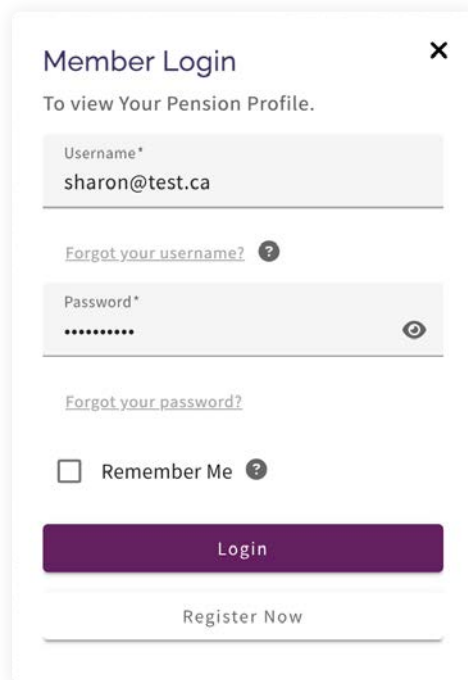 Member Login
To view Your Pension Profile.
Username*
sharon@test.ca
Forgot your username? ?
Password*
••••••••••
Forgot your password?
Remember Me ?
Login
Register Now